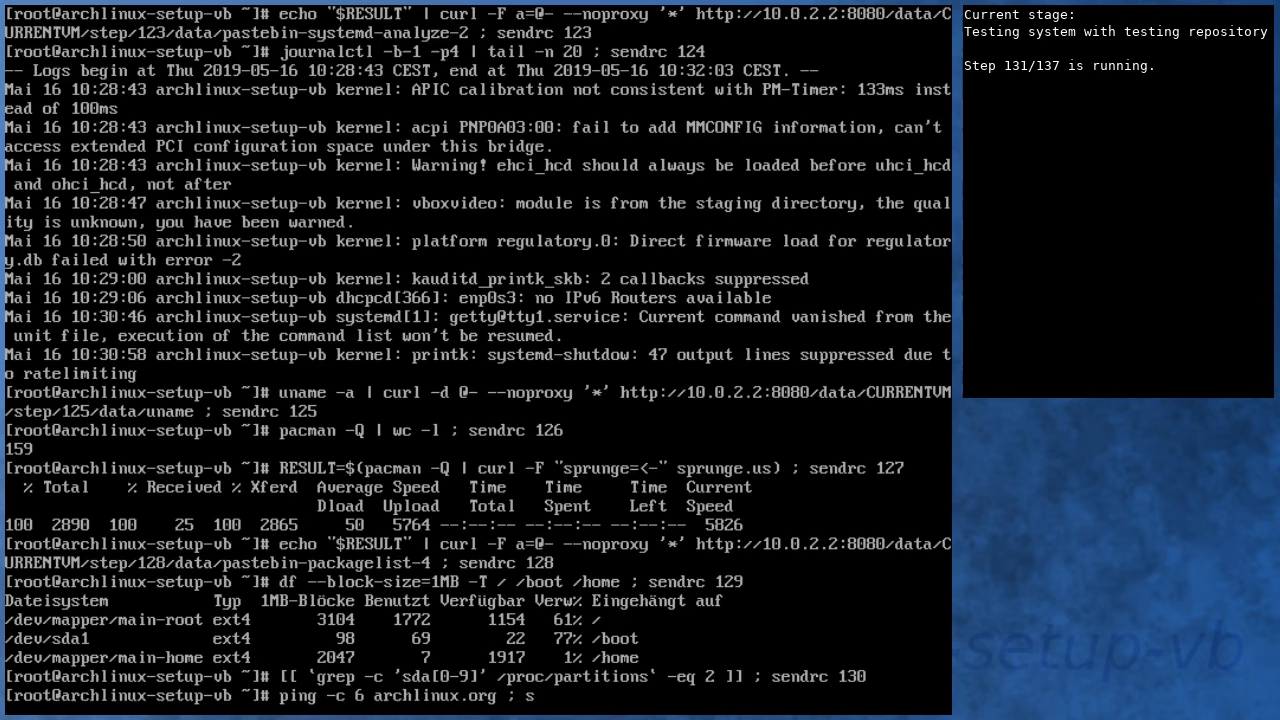 [root@archlinux-setup-vb ~]# echo "$RESULT" | curl -F a=@- --noproxy '*' http://10.0.2.2:8080/data/C
URRENTVM/step/123/data/pastebin-systemd-analyze-2 ; sendrc 123
[root@archlinux-setup-vb ~]# journalctl -b-1 -p4 | tail -n 20 ; sendrc 124
-- Logs begin at Thu 2019-05-16 10:28:43 CEST, end at Thu 2019-05-16 10:32:03 CEST. --
Mai 16 10:28:43 archlinux-setup-vb kernel: APIC calibration not consistent with PM-Timer: 133ms inst
ead of 100ms
Mai 16 10:28:43 archlinux-setup-vb kernel: acpi PNP0A03:00: fail to add MMCONFIG information, can't
access extended PCI configuration space under this bridge.
Mai 16 10:28:43 archlinux-setup-vb kernel: Warning! ehci_hcd should always be loaded before uhci_hcd
 and ohci_hcd, not after
Mai 16 10:28:47 archlinux-setup-vb kernel: vboxvideo: module is from the staging directory, the qual
ity is unknown, you have been warned.
Mai 16 10:28:50 archlinux-setup-vb kernel: platform regulatory.0: Direct firmware load for regulator
y.db failed with error -2
Mai 16 10:29:00 archlinux-setup-vb kernel: kauditd_printk_skb: 2 callbacks suppressed
Mai 16 10:29:06 archlinux-setup-vb dhcpcd[366]: enp0s3: no IPv6 Routers available
Mai 16 10:30:46 archlinux-setup-vb systemd[1]: getty@tty1.service: Current command vanished from the
 unit file, execution of the command list won't be resumed.
Mai 16 10:30:58 archlinux-setup-vb kernel: printk: systemd-shutdow: 47 output lines suppressed due t
o ratelimiting
[root@archlinux-setup-vb ~]# uname -a | curl -d @- --noproxy '*' http://10.0.2.2:8080/data/CURRENTVM
/step/125/data/uname ; sendrc 125
[root@archlinux-setup-vb ~]# pacman -Q | wc -l ; sendrc 126
159
[root@archlinux-setup-vb ~]# RESULT=$(pacman -Q | curl -F "sprunge=<-" sprunge.us) ; sendrc 127
  % Total    % Received % Xferd  Average Speed   Time    Time     Time  Current
                                 Dload  Upload   Total   Spent    Left  Speed
100  2890  100    25  100  2865     50   5764 --:--:-- --:--:-- --:--:--  5826
[root@archlinux-setup-vb ~]# echo "$RESULT" | curl -F a=@- --noproxy '*' http://10.0.2.2:8080/data/C
URRENTVM/step/128/data/pastebin-packagelist-4 ; sendrc 128
[root@archlinux-setup-vb ~]# df --block-size=1MB -T / /boot /home ; sendrc 129
Dateisystem           Typ  1MB-Blöcke Benutzt Verfügbar Verw% Eingehängt auf
/dev/mapper/main-root ext4       3104    1772      1154   61% /
/dev/sda1             ext4         98      69        22   77% /boot
/dev/mapper/main-home ext4       2047       7      1917    1% /home
[root@archlinux-setup-vb ~]# [[ `grep -c 'sda[0-9]' /proc/partitions` -eq 2 ]] ; sendrc 130
[root@archlinux-setup-vb ~]# ping -c 6 archlinux.org ; s
Current stage:
Testing system with testing repository
Step 131/137 is running.
-setup-vb